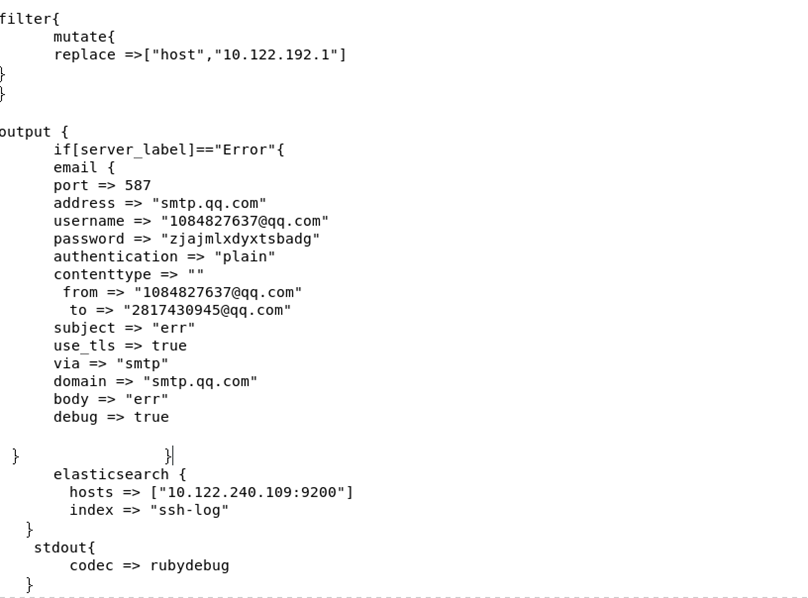 filter{
mutate{
replace =>["host","10.122.192.1"]
}
}
output {
if[server_label]=="Error"{
email {
port => 587
address => "smtp.qq.com"
username => "1084827637@qq.com"
password => "zjajmlxdyxtsbadg"
authentication => "plain"
contenttype => ""
from => "1084827637@qq.com"
to => "2817430945@qq.com"
subject => "err"
use_tls => true
via => "smtp"
domain => "smtp.qq.com"
body => "err"
debug => true
} }
elasticsearch {
hosts => ["10.122.240.109:9200"]
index => "ssh-log"
}
stdout{
codec => rubydebug
}